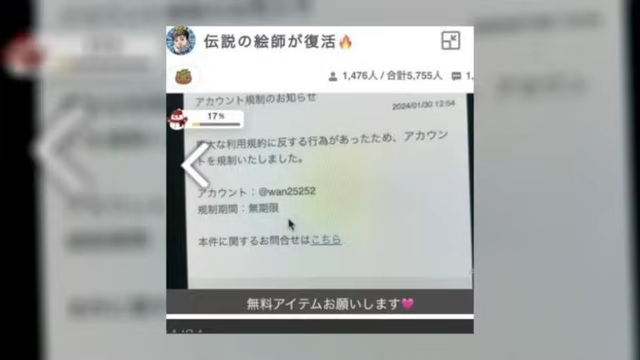 伝説の絵師が復活🔥
1,476人 / 合計5,755人
アカウント規制のお知らせ
2024/01/30 12:54
17%
大な利用規約に反する行為があったため、アカウン
トを規制いたしました。
アカウント：@wan25252
規制期間：無期限
本件に関するお問合せはこちら
無料アイテムお願いします💗